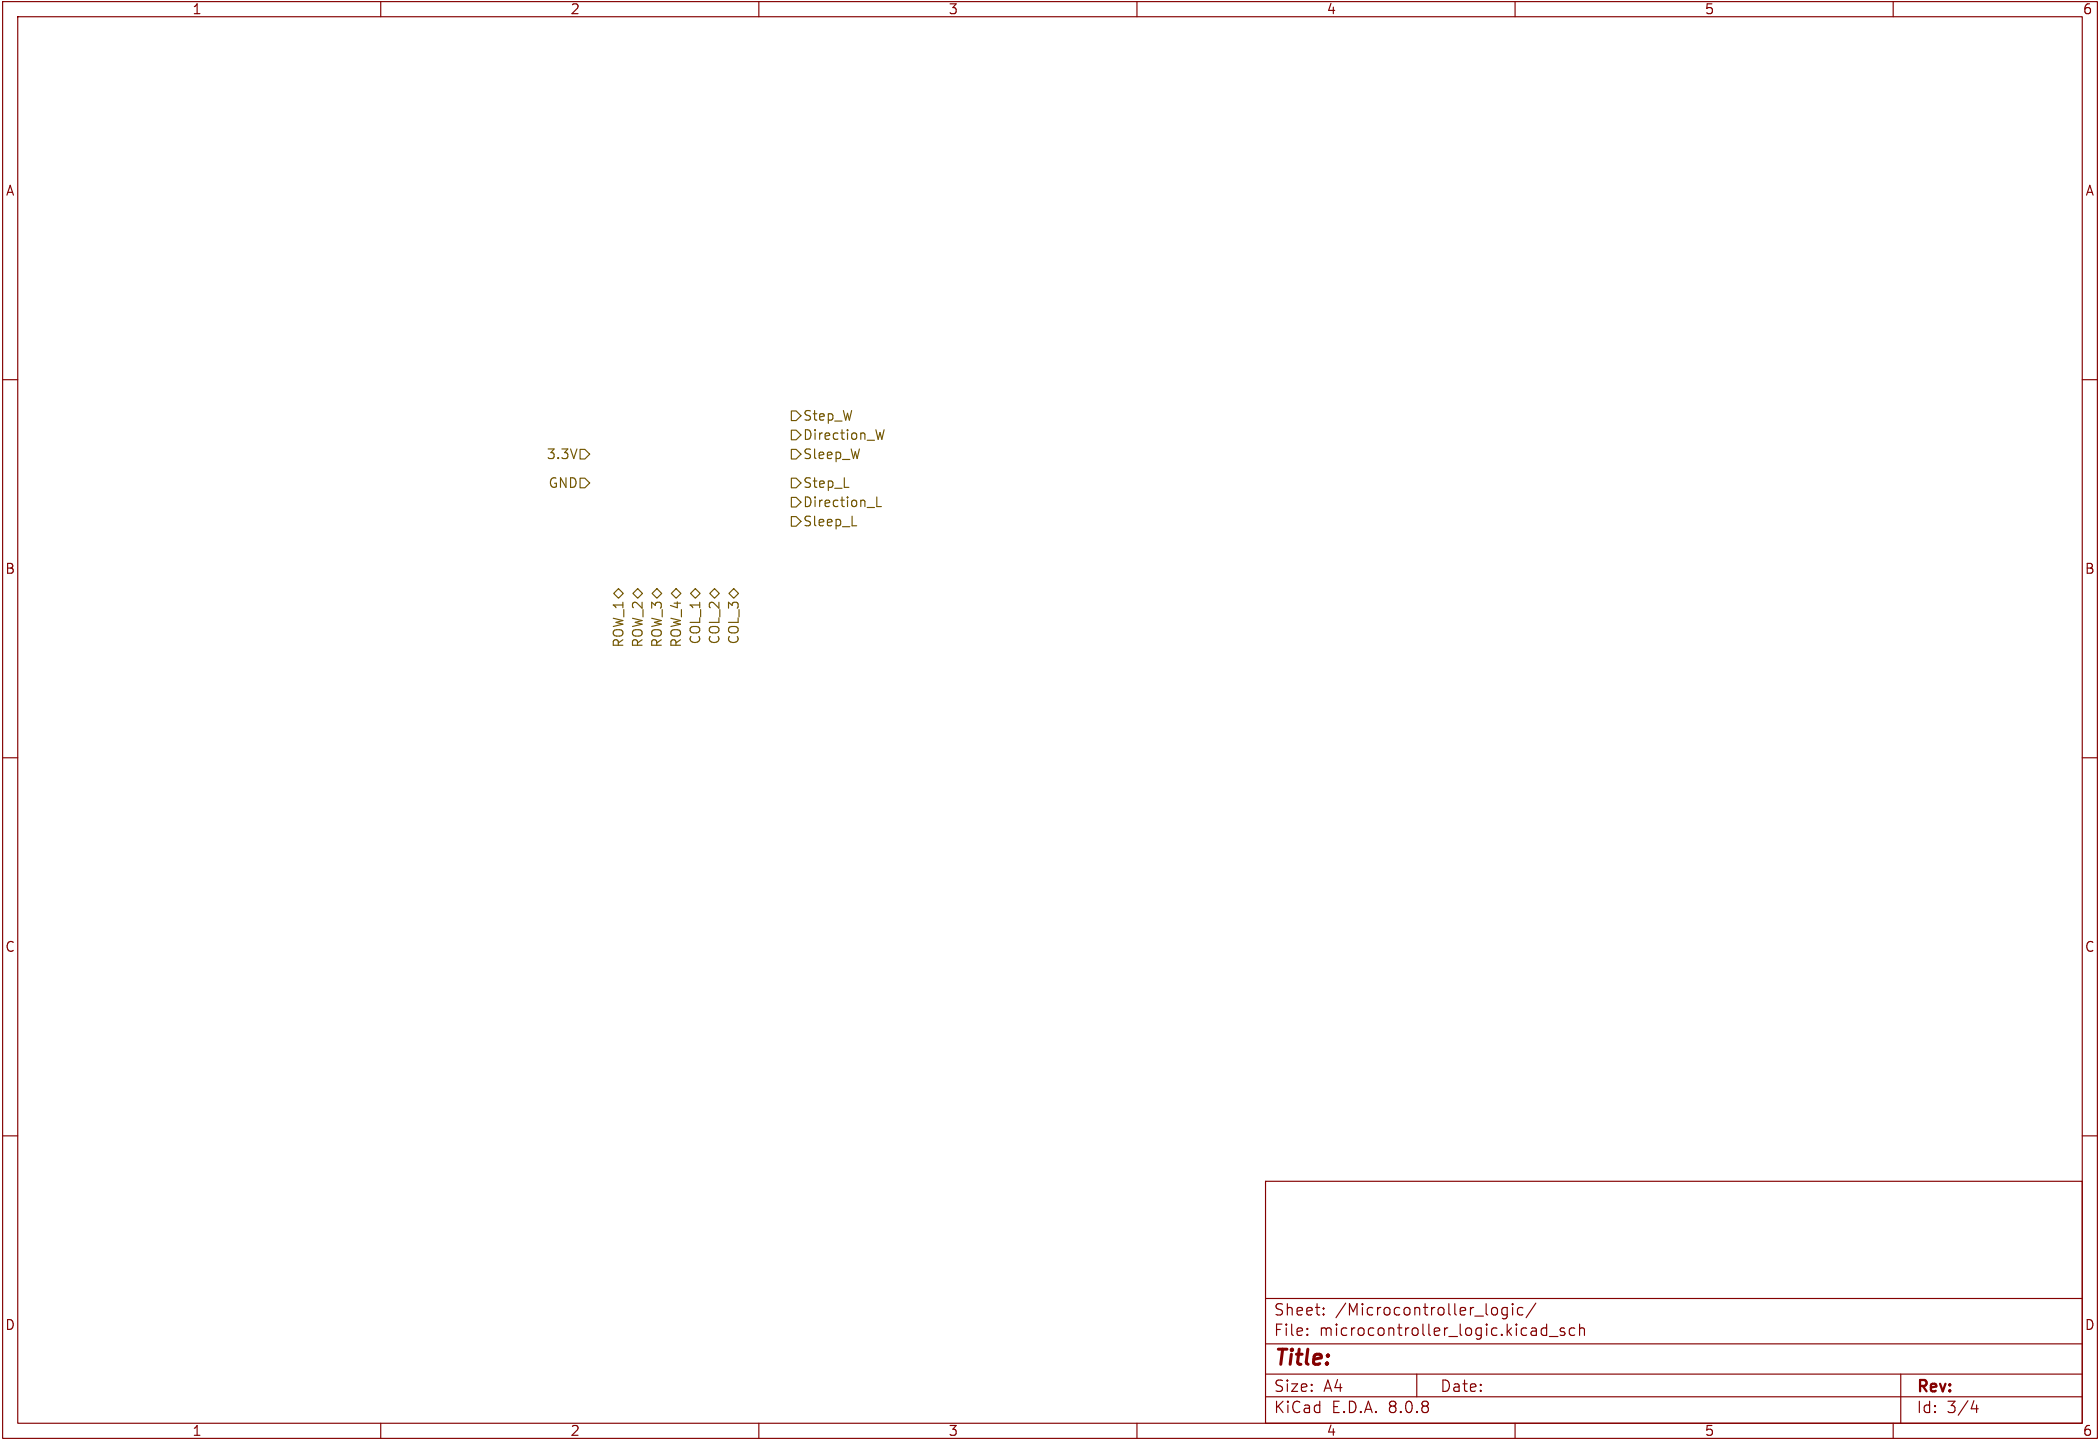 1 2 3 4 5 6
A A
Step_W
Direction_W
3.3V Sleep_W
GND Step_L
Direction_L
Sleep_L
B B
ROW_1 ROW_2 ROW_3 ROW_4 COL_1 COL_2 COL_3
C C
Sheet: /Microcontroller_logic/
D D
File: microcontroller_logic.kicad_sch
Title:
Size: A4 Date: Rev:
KiCad E.D.A. 8.0.8 Id: 3/4
1 2 3 4 5 6